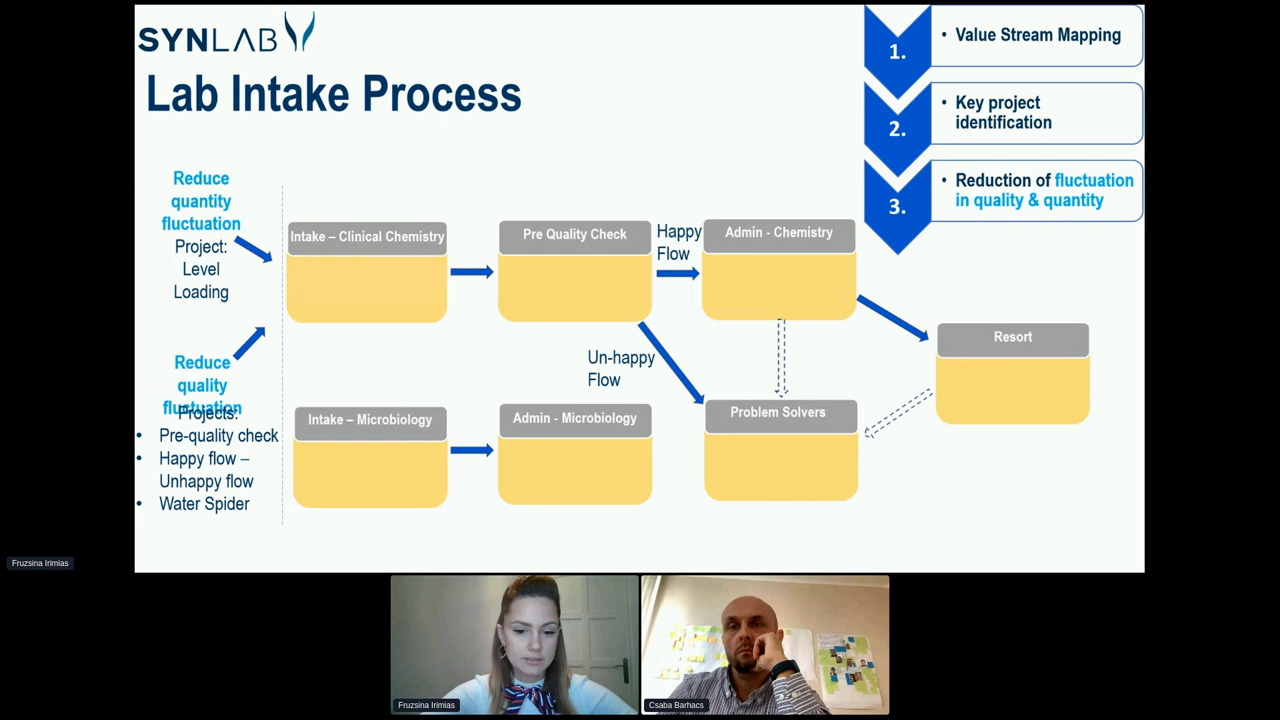 SYNLAB
Lab Intake Process
1.
• Value Stream Mapping
2.
• Key project
identification
3.
• Reduction of fluctuation
in quality & quantity
Reduce
quantity
fluctuation
Project:
Level
Loading
Reduce
quality
fluctuation
Projects:
• Pre-quality check
• Happy flow –
Unhappy flow
• Water Spider
Intake – Clinical Chemistry
Pre Quality Check
Happy
Flow
Admin - Chemistry
Un-happy
Flow
Resort
Intake – Microbiology
Admin - Microbiology
Problem Solvers
Fruzsina Irimias
Fruzsina Irimias
Csaba Barhacs